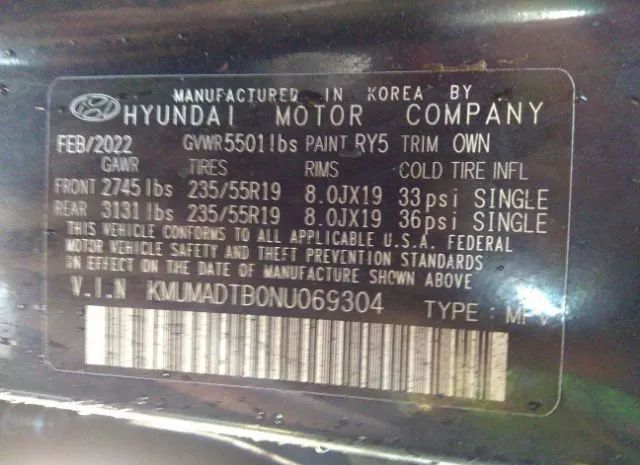 MANUFACTURED IN KOREA BY
HYUNDAI MOTOR COMPANY
FEB/2022 GVWR 5501lbs PAINT RY5 TRIM OWN
GAWR TIRES RIMS COLD TIRE INFL
FRONT 2745lbs 235/55R19 8.0JX19 33psi SINGLE
REAR 3131lbs 235/55R19 8.0JX19 36psi SINGLE
THIS VEHICLE CONFORMS TO ALL APPLICABLE U.S.A. FEDERAL
MOTOR VEHICLE SAFETY AND THEFT PREVENTION STANDARDS
IN EFFECT ON THE DATE OF MANUFACTURE SHOWN ABOVE
V.I.N KMUMADTB0NU069304 TYPE : MPV